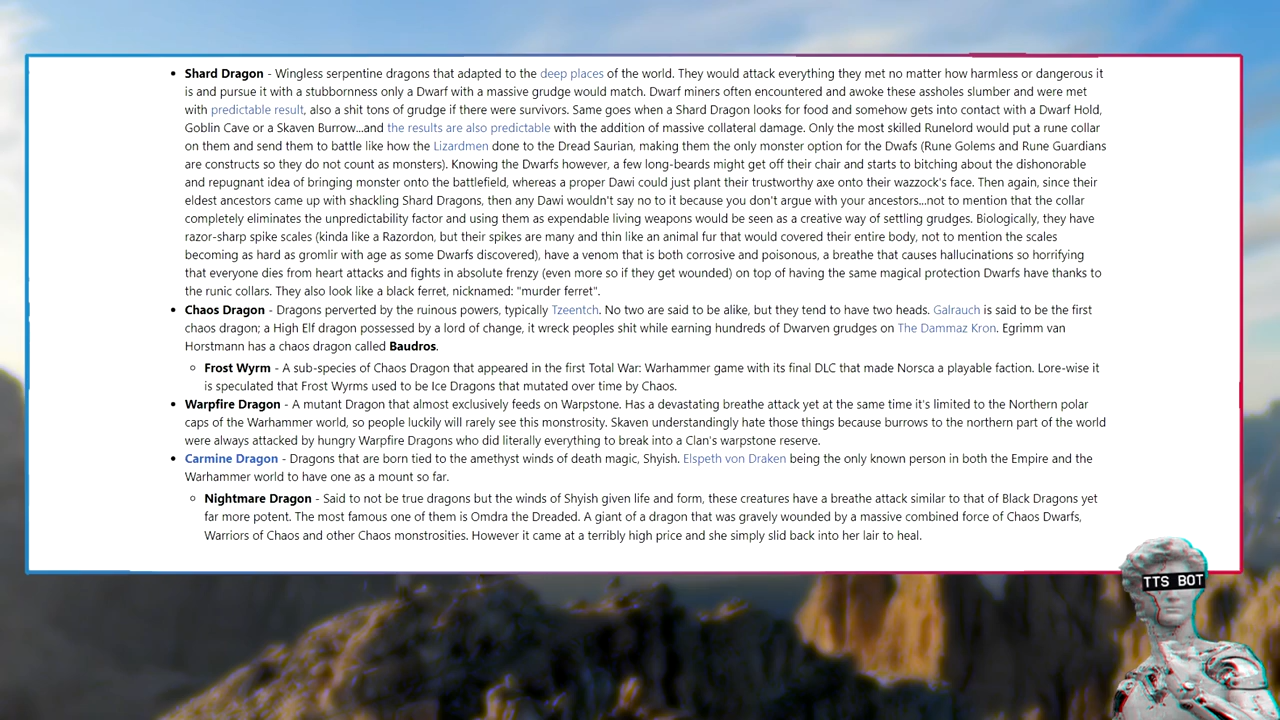 Shard Dragon - Wingless serpentine dragons that adapted to the deep places of the world. They would attack everything they met no matter how harmless or dangerous it
is and pursue it with a stubbornness only a Dwarf with a massive grudge would match. Dwarf miners often encountered and awoke these assholes slumber and were met
with predictable result, also a shit tons of grudge if there were survivors. Same goes when a Shard Dragon looks for food and somehow gets into contact with a Dwarf Hold,
Goblin Cave or a Skaven Burrow...and the results are also predictable with the addition of massive collateral damage. Only the most skilled Runelord would put a rune collar
on them and send them to battle like how the Lizardmen done to the Dread Saurian, making them the only monster option for the Dwafs (Rune Golems and Rune Guardians
are constructs so they do not count as monsters). Knowing the Dwarfs however, a few long-beards might get off their chair and starts to bitching about the dishonorable
and repugnant idea of bringing monster onto the battlefield, whereas a proper Dawi could just plant their trustworthy axe onto their wazzock's face. Then again, since their
eldest ancestors came up with shackling Shard Dragons, then any Dawi wouldn't say no to it because you don't argue with your ancestors...not to mention that the collar
completely eliminates the unpredictability factor and using them as expendable living weapons would be seen as a creative way of settling grudges. Biologically, they have
razor-sharp spike scales (kinda like a Razordon, but their spikes are many and thin like an animal fur that would covered their entire body, not to mention the scales
becoming as hard as gromlir with age as some Dwarfs discovered), have a venom that is both corrosive and poisonous, a breathe that causes hallucinations so horrifying
that everyone dies from heart attacks and fights in absolute frenzy (even more so if they get wounded) on top of having the same magical protection Dwarfs have thanks to
the runic collars. They also look like a black ferret, nicknamed: "murder ferret".
Chaos Dragon - Dragons perverted by the ruinous powers, typically Tzeentch. No two are said to be alike, but they tend to have two heads. Galrauch is said to be the first
chaos dragon; a High Elf dragon possessed by a lord of change, it wreck peoples shit while earning hundreds of Dwarven grudges on The Dammaz Kron. Egrimm van
Horstmann has a chaos dragon called Baudros.
Frost Wyrm - A sub-species of Chaos Dragon that appeared in the first Total War: Warhammer game with its final DLC that made Norsca a playable faction. Lore-wise it
is speculated that Frost Wyrms used to be Ice Dragons that mutated over time by Chaos.
Warpfire Dragon - A mutant Dragon that almost exclusively feeds on Warpstone. Has a devastating breathe attack yet at the same time it's limited to the Northern polar
caps of the Warhammer world, so people luckily will rarely see this monstrosity. Skaven understandingly hate those things because burrows to the northern part of the world
were always attacked by hungry Warpfire Dragons who did literally everything to break into a Clan's warpstone reserve.
Carmine Dragon - Dragons that are born tied to the amethyst winds of death magic, Shyish. Elspeth von Draken being the only known person in both the Empire and the
Warhammer world to have one as a mount so far.
Nightmare Dragon - Said to not be true dragons but the winds of Shyish given life and form, these creatures have a breathe attack similar to that of Black Dragons yet
far more potent. The most famous one of them is Omdra the Dreaded. A giant of a dragon that was gravely wounded by a massive combined force of Chaos Dwarfs,
Warriors of Chaos and other Chaos monstrosities. However it came at a terribly high price and she simply slid back into her lair to heal.
TTS BOT